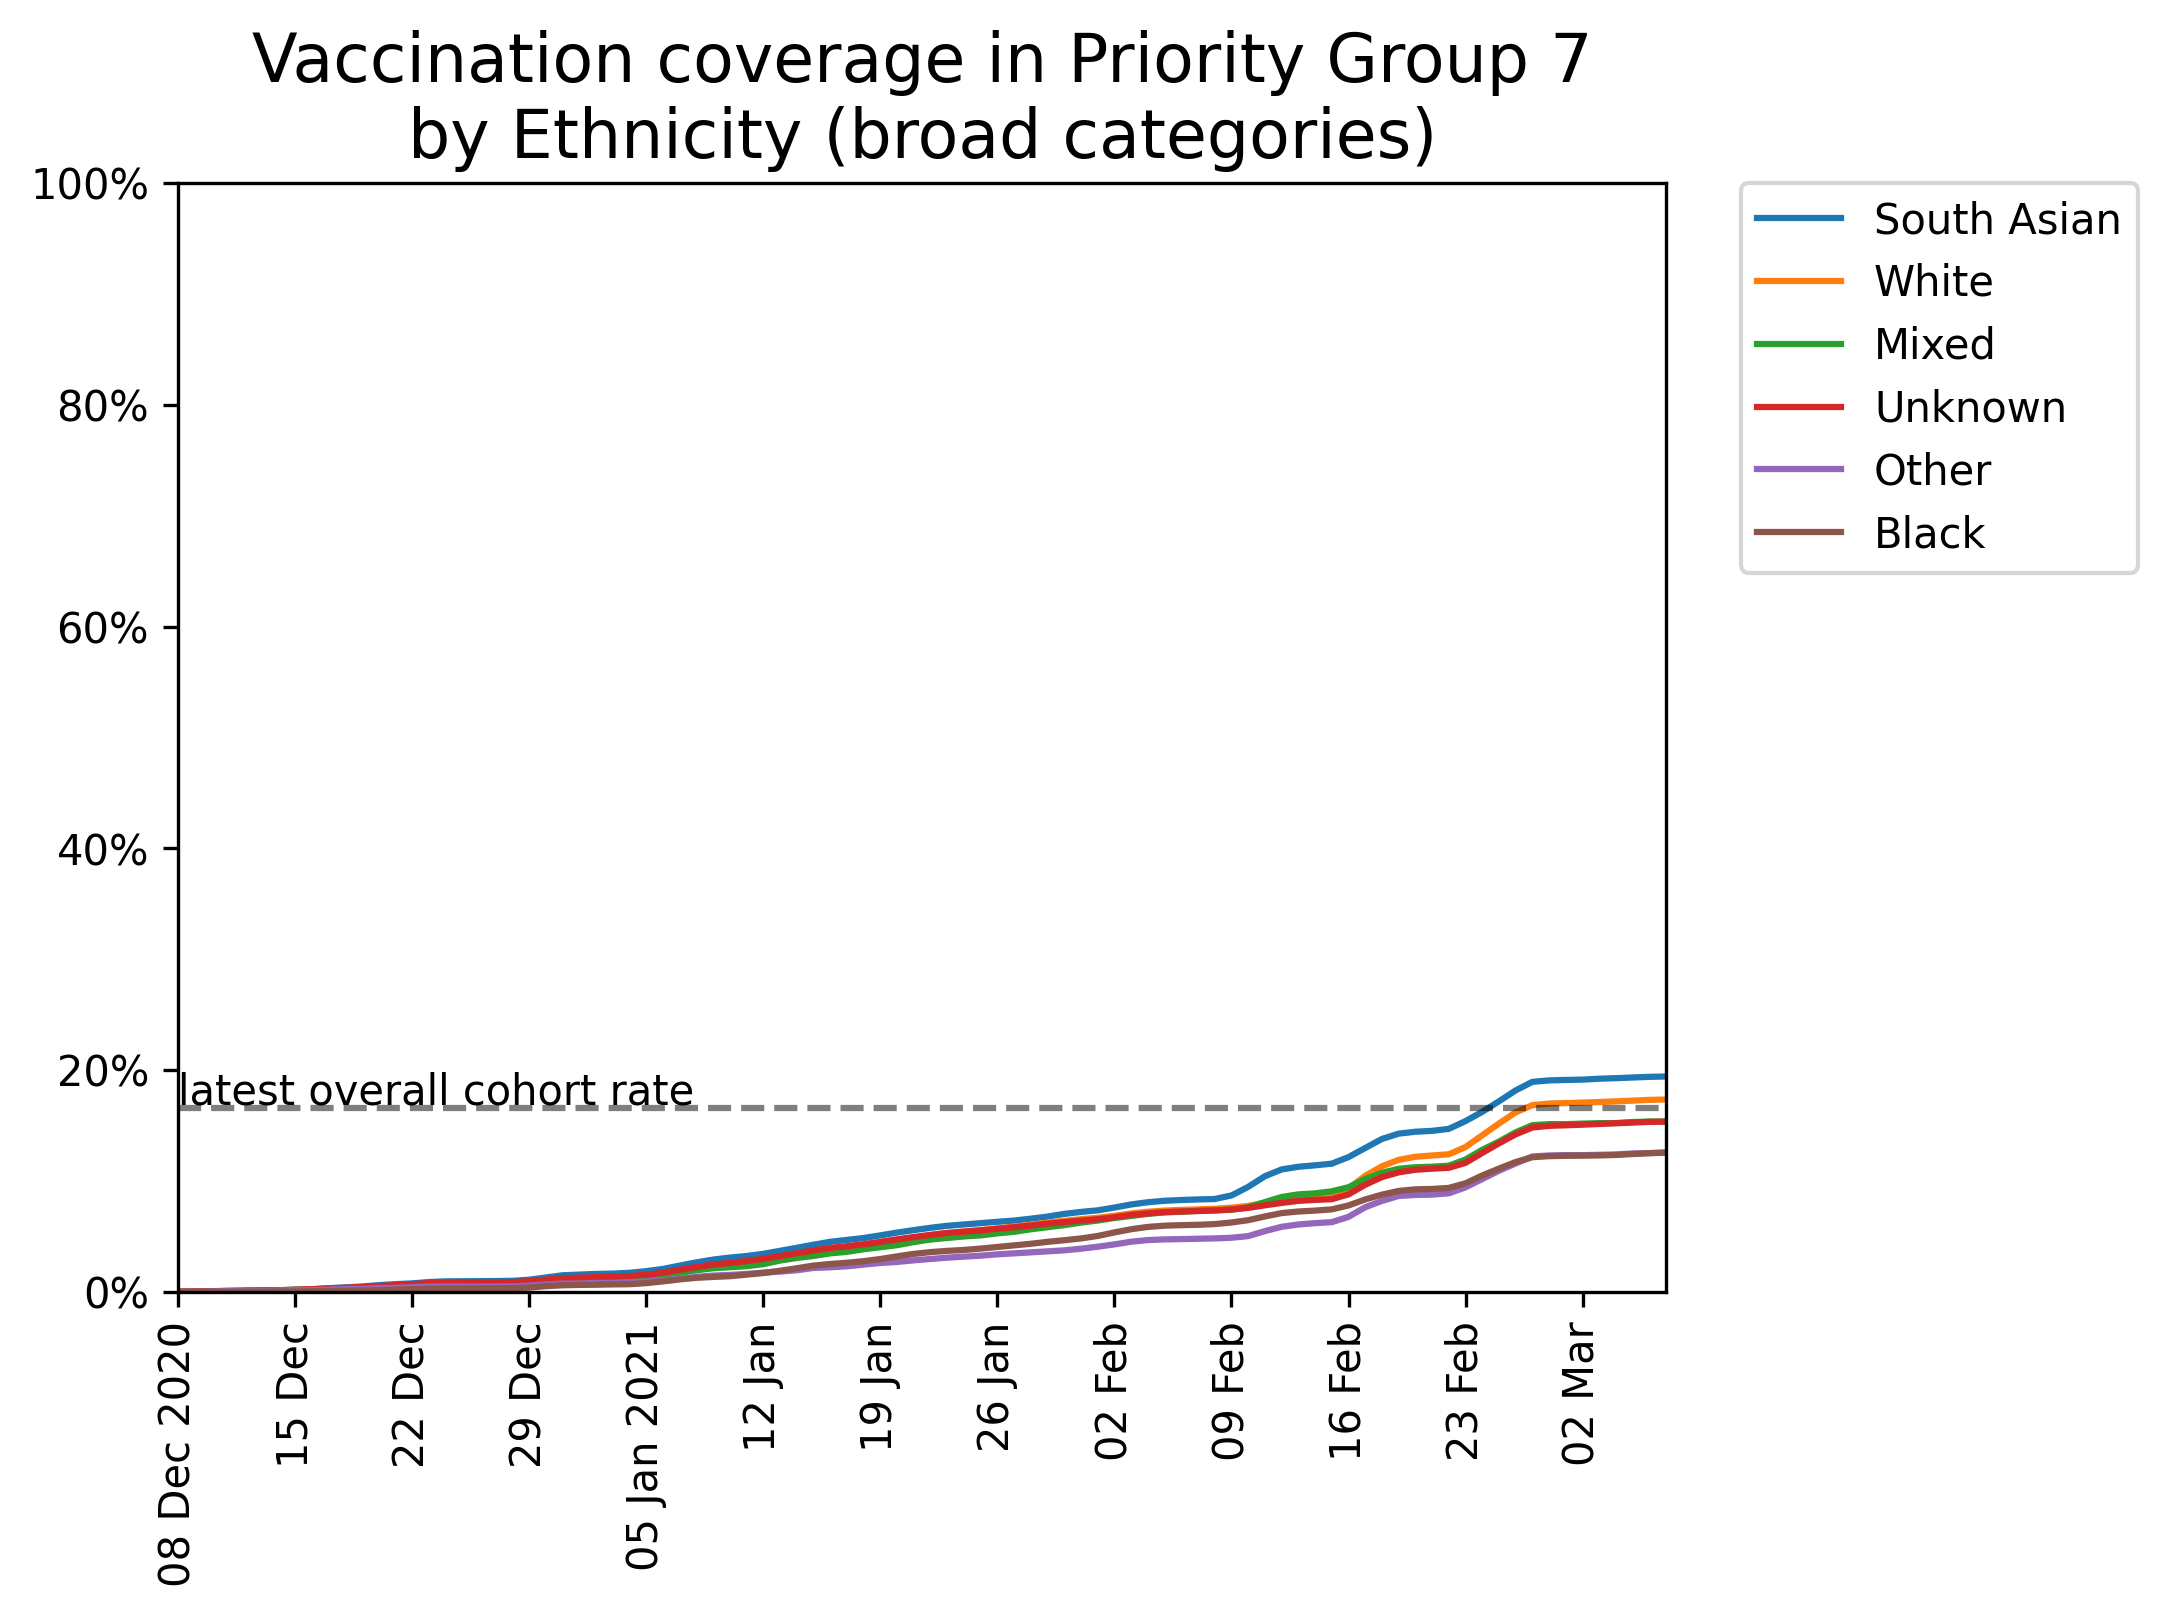 Vaccination coverage in Priority Group 7
by Ethnicity (broad categories)
100%
80%
60%
40%
20%
0%
latest overall cohort rate
South Asian
White
Mixed
Unknown
Other
Black
08 Dec 2020
15 Dec
22 Dec
29 Dec
05 Jan 2021
12 Jan
19 Jan
26 Jan
02 Feb
09 Feb
16 Feb
23 Feb
02 Mar